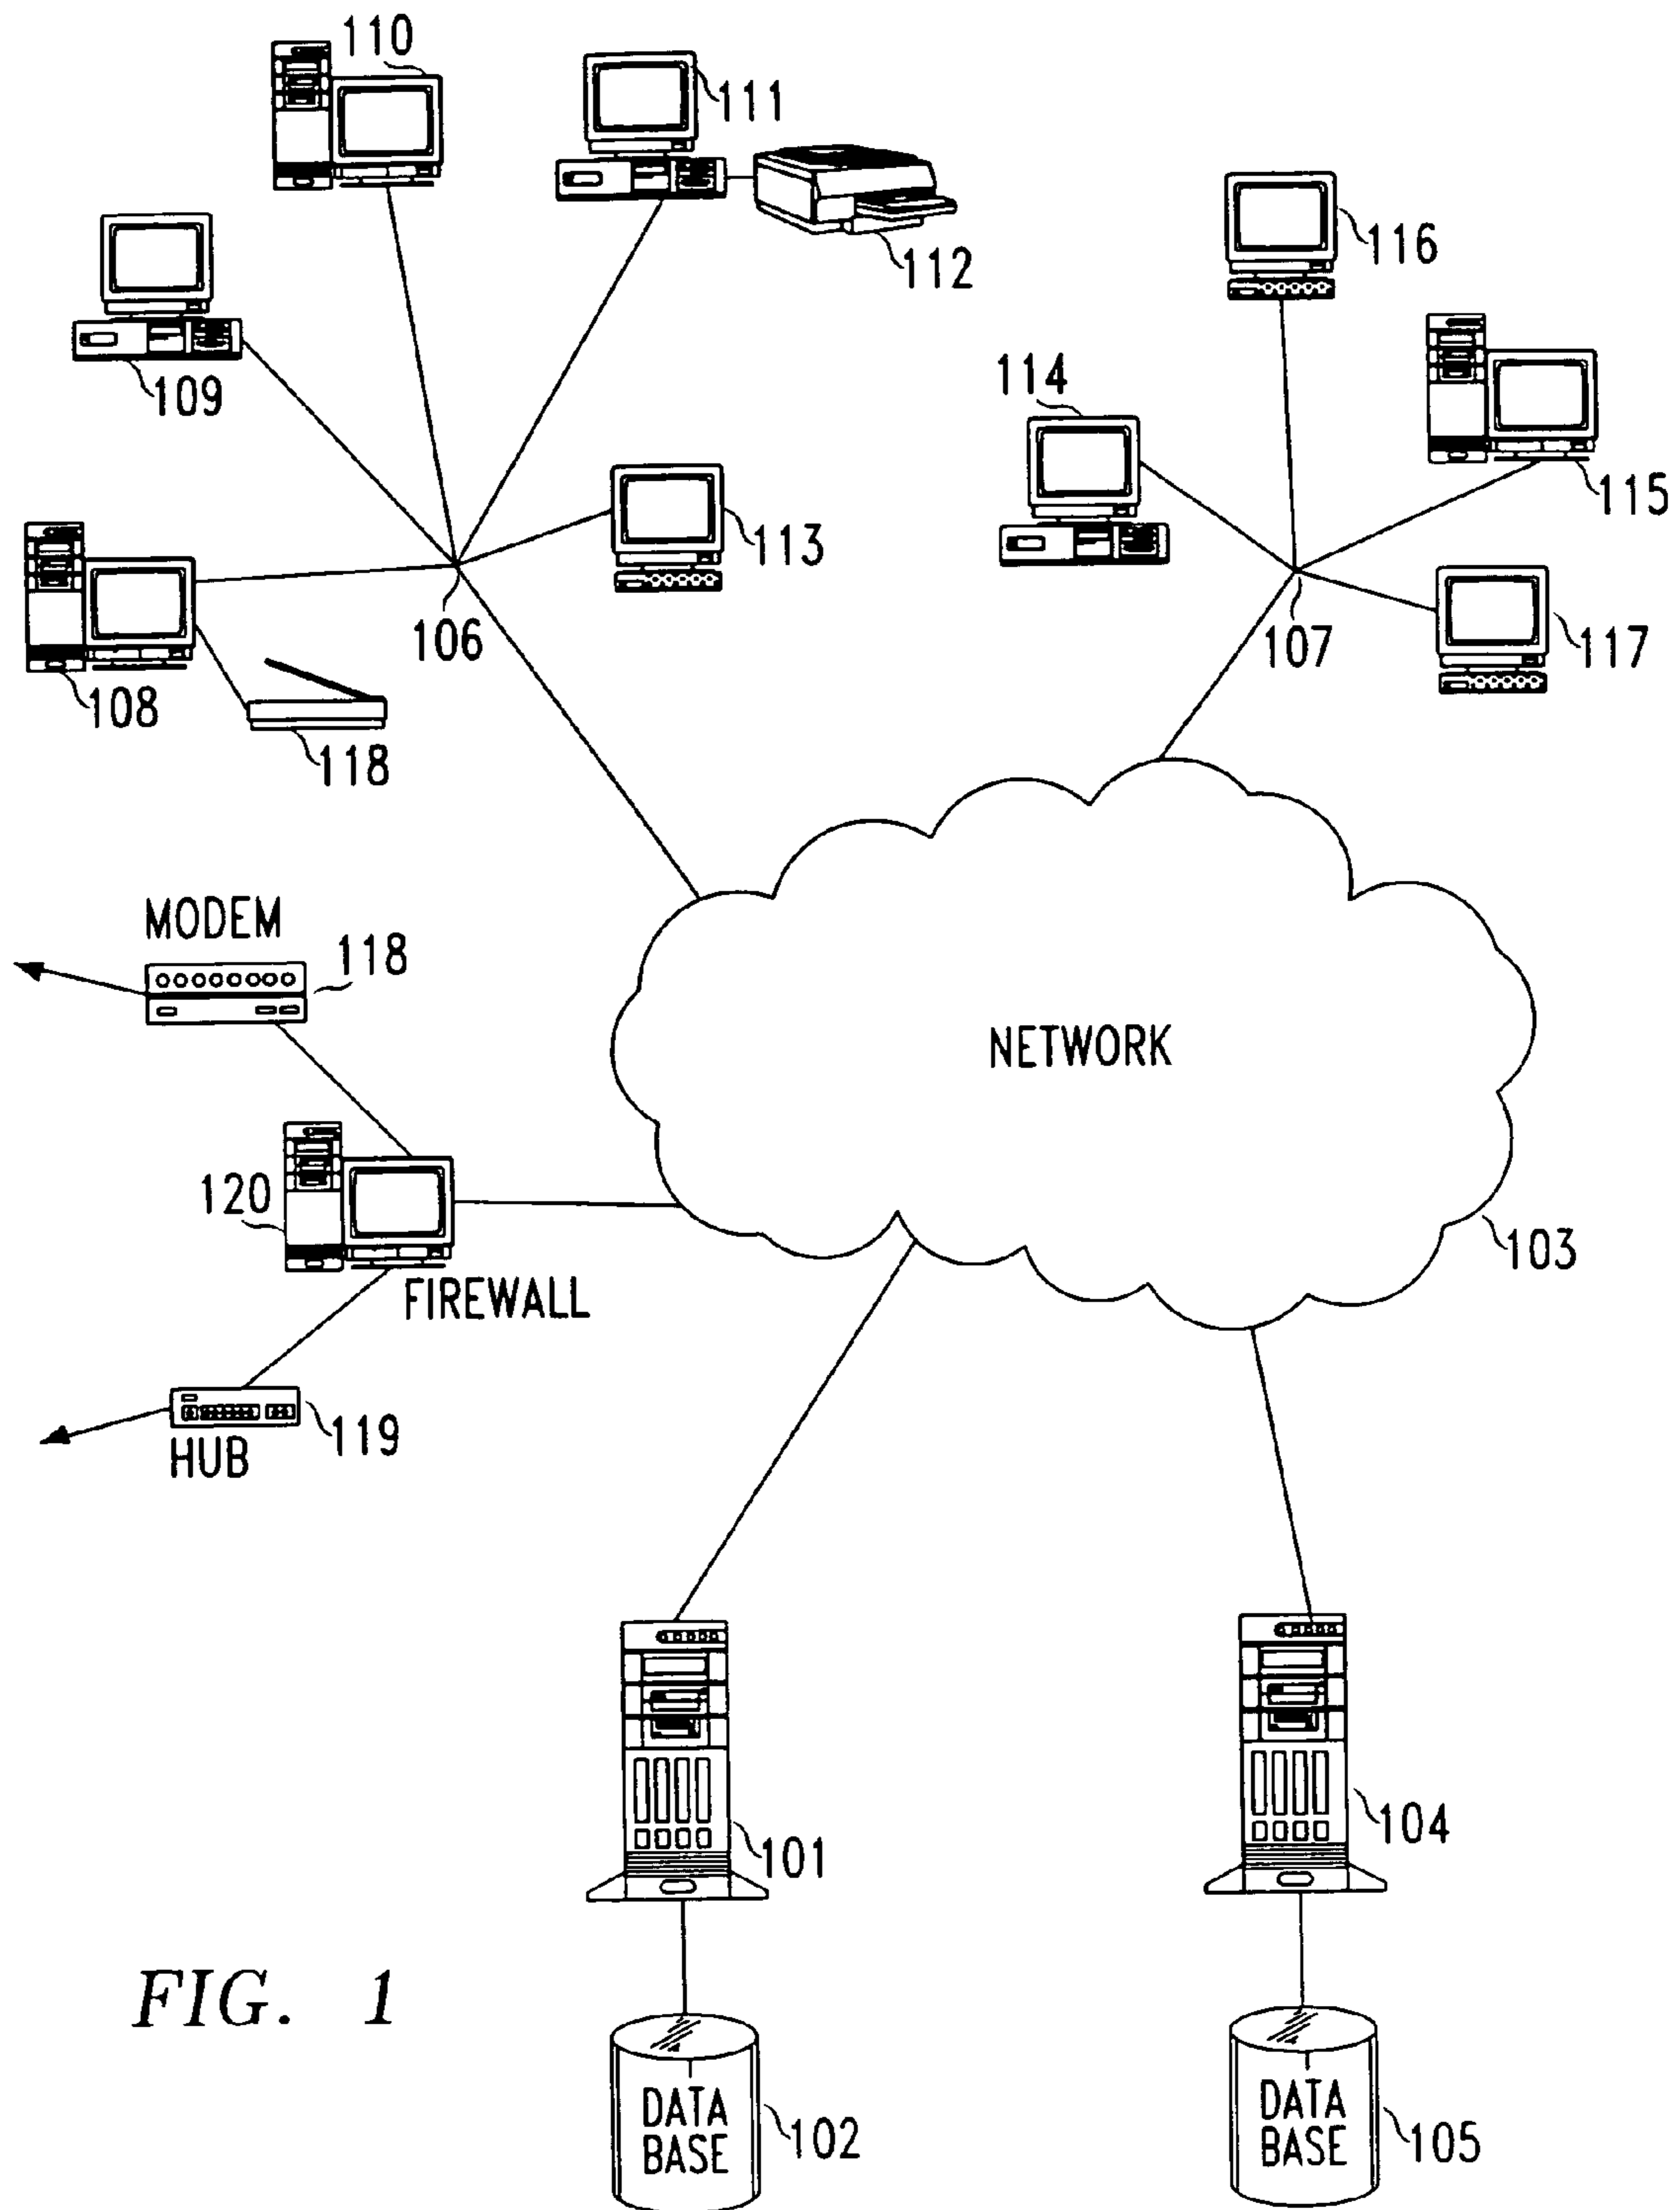 110
111
112
116
109
114
115
113
106
107
117
108
118
MODEM
118
NETWORK
120
103
FIREWALL
119
HUB
101
104
FIG. 1
DATA
BASE
102
DATA
BASE
105